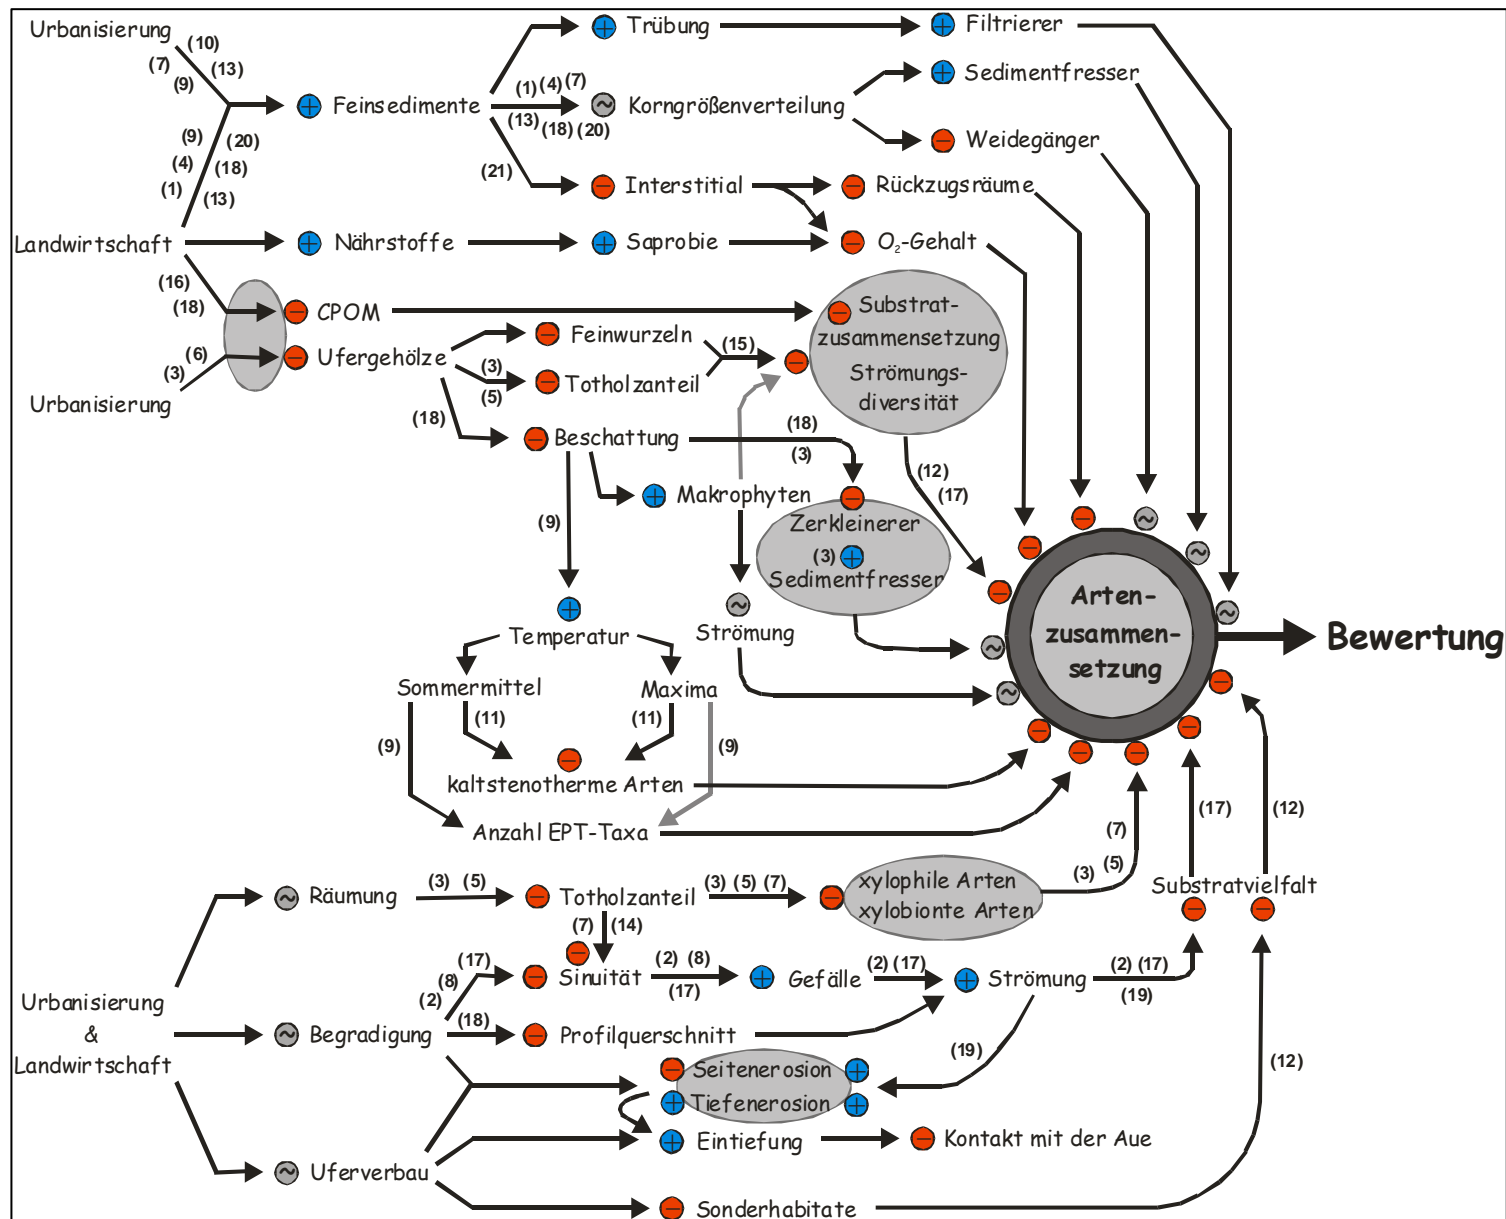 Urbanisierung
(10)
(7)
(13)
(9)
(9)
(20)
(4)
(18)
(1)
(13)
+ Feinsedimente
+ Trübung
+ Filtrierer
(1) (4) (7)
~ Korngrößenverteilung
(13) (18) (20)
+ Sedimentfresser
− Weidegänger
(21)
− Interstitial
− Rückzugsräume
Landwirtschaft
+ Nährstoffe
+ Saprobie
− O2-Gehalt
(16)
(18)
− CPOM
− Substrat-
zusammensetzung
Strömungs-
diversität
(6)
(3)
Urbanisierung
− Ufergehölze
− Feinwurzeln
(3)
(5)
− Totholzanteil
(15)
−
(18)
− Beschattung
(18)
(3)
(12)
(17)
+ Makrophyten
−
Zerkleinerer
(3) +
Sedimentfresser
(9)
+
Temperatur
~
Strömung
Sommermittel
Maxima
(11)
(11)
(9)
(9)
−
kaltstenotherme Arten
Anzahl EPT-Taxa
− − ~ ~ ~
− ~ ~
− − − − −
Arten-
zusammen-
setzung
Bewertung
(7)
(3) (5)
(17)
(12)
~ Räumung
(3) (5)
− Totholzanteil
(3) (5) (7)
− xylophile Arten
xylobionte Arten
Substratvielfalt
− −
(7) (14)
−
Urbanisierung
&
Landwirtschaft
(17)
(8)
(2)
− Sinuität
(2) (8)
(17)
+ Gefälle
(2) (17)
+ Strömung
(2) (17)
(19)
~ Begradigung
(18)
− Profilquerschnitt
(19)
(12)
− Seitenerosion +
+ Tiefenerosion +
+ Eintiefung
− Kontakt mit der Aue
~ Uferverbau
− Sonderhabitate